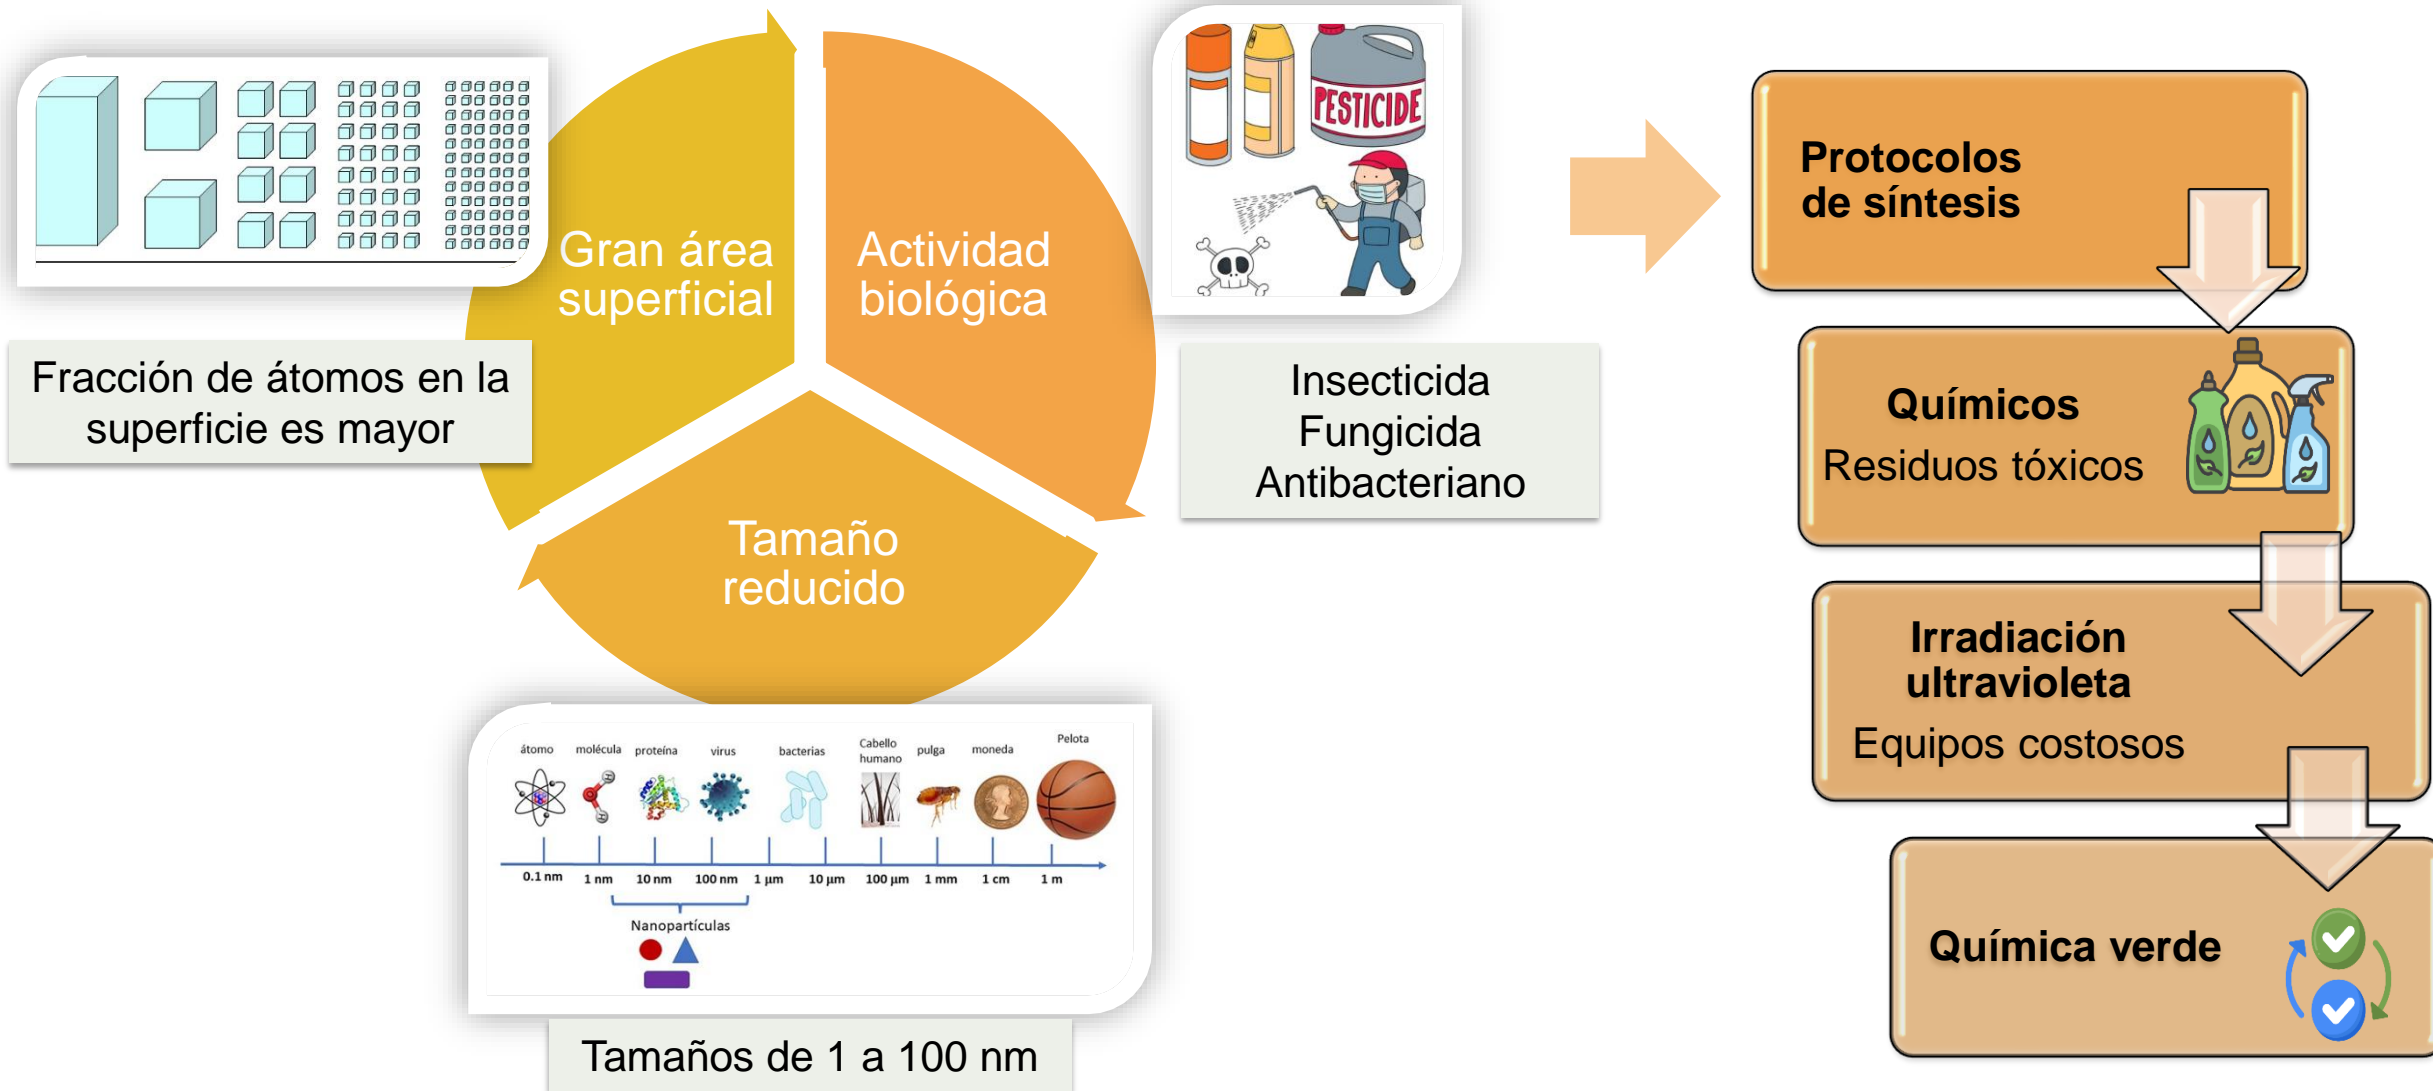 Gran área
superficial
Fracción de átomos en la
superficie es mayor
Actividad
biológica
PESTICIDE
Insecticida
Fungicida
Antibacteriano
Tamaño
reducido
átomo
molécula
proteína
virus
bacterias
Cabello
humano
pulga
moneda
Pelota
0.1 nm
1 nm
10 nm
100 nm
1 μm
10 μm
100 μm
1 mm
1 cm
1 m
Nanopartículas
Tamaños de 1 a 100 nm
Protocolos
de síntesis
Químicos
Residuos tóxicos
Irradiación
ultravioleta
Equipos costosos
Química verde